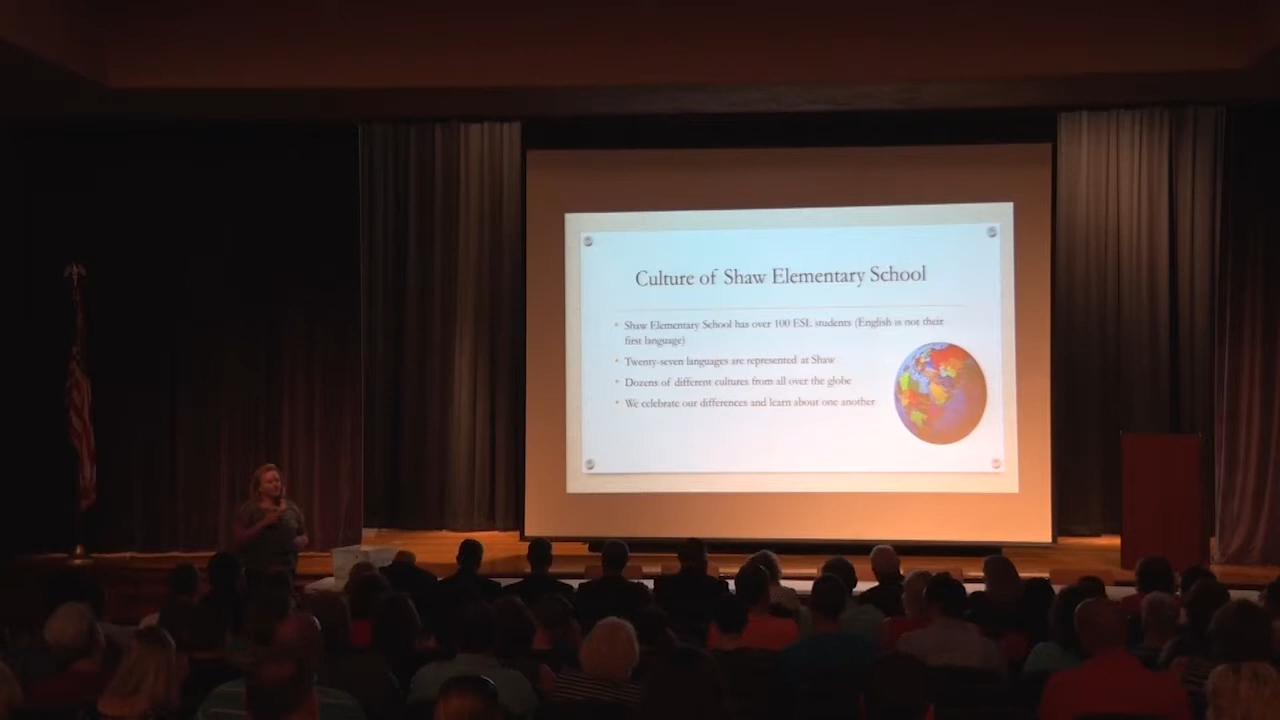 Culture of Shaw Elementary School
• Shaw Elementary School has over 100 ESL students (English is not their
first language)
• Twenty-seven languages are represented at Shaw
• Dozens of different cultures from all over the globe
• We celebrate our differences and learn about one another